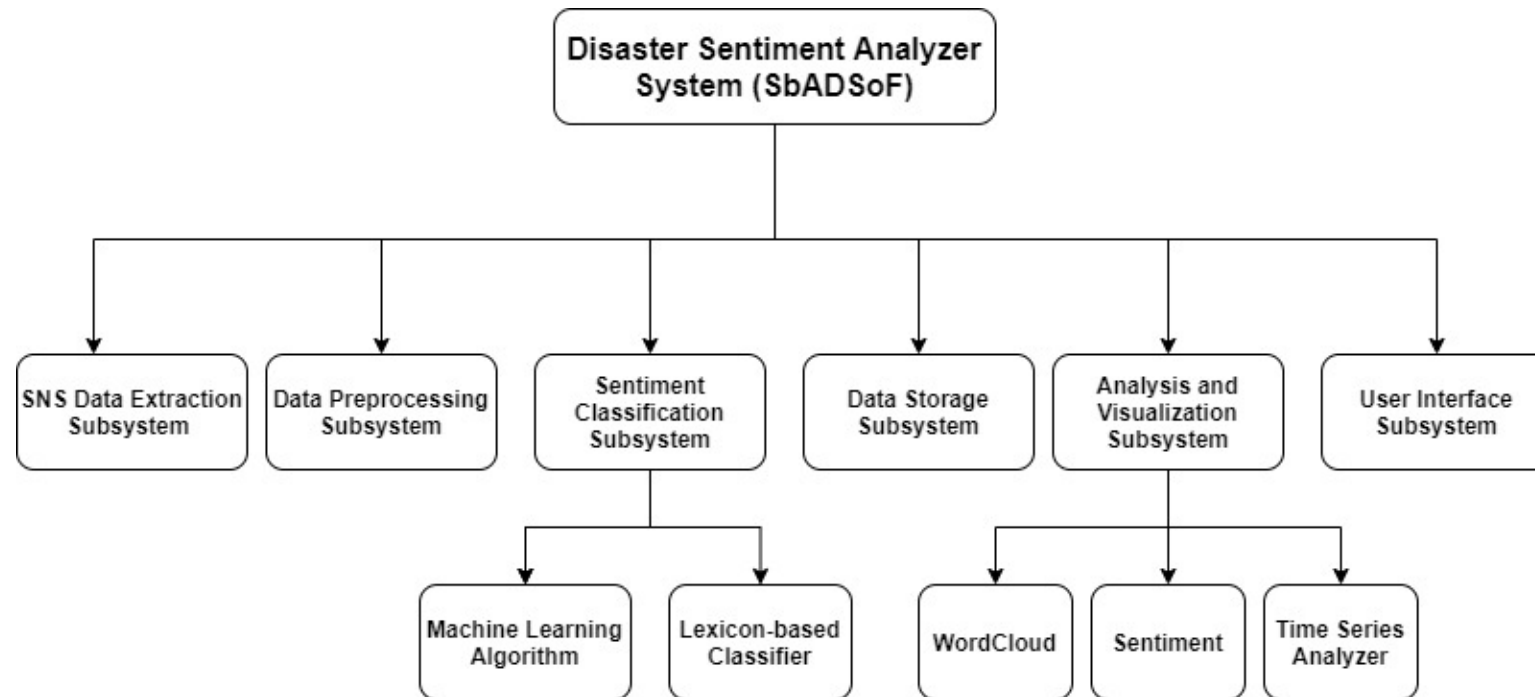 Disaster Sentiment Analyzer
System (SbADSoF)
SNS Data Extraction
Subsystem
Data Preprocessing
Subsystem
Sentiment
Classification
Subsystem
Data Storage
Subsystem
Analysis and
Visualization
Subsystem
User Interface
Subsystem
Machine Learning
Algorithm
Lexicon-based
Classifier
WordCloud
Sentiment
Time Series
Analyzer